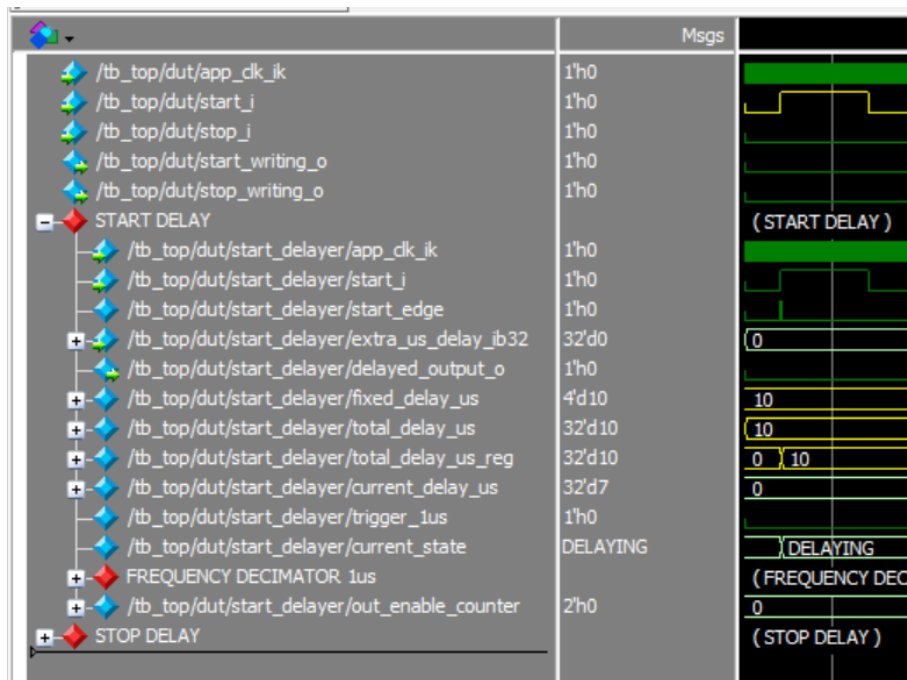 Msgs
/tb_top/dut/app_clk_ik 1'h0
/tb_top/dut/start_i 1'h0
/tb_top/dut/stop_i 1'h0
/tb_top/dut/start_writing_o 1'h0
/tb_top/dut/stop_writing_o 1'h0
START DELAY ( START DELAY )
/tb_top/dut/start_delayer/app_clk_ik 1'h0
/tb_top/dut/start_delayer/start_i 1'h0
/tb_top/dut/start_delayer/start_edge 1'h0
/tb_top/dut/start_delayer/extra_us_delay_ib32 32'd0 0
/tb_top/dut/start_delayer/delayed_output_o 1'h0
/tb_top/dut/start_delayer/fixed_delay_us 4'd10 10
/tb_top/dut/start_delayer/total_delay_us 32'd10 10
/tb_top/dut/start_delayer/total_delay_us_reg 32'd10 0 10
/tb_top/dut/start_delayer/current_delay_us 32'd7 0
/tb_top/dut/start_delayer/trigger_1us 1'h0
/tb_top/dut/start_delayer/current_state DELAYING DELAYING
FREQUENCY DECIMATOR 1us ( FREQUENCY DEC
/tb_top/dut/start_delayer/out_enable_counter 2'h0 0
STOP DELAY ( STOP DELAY )